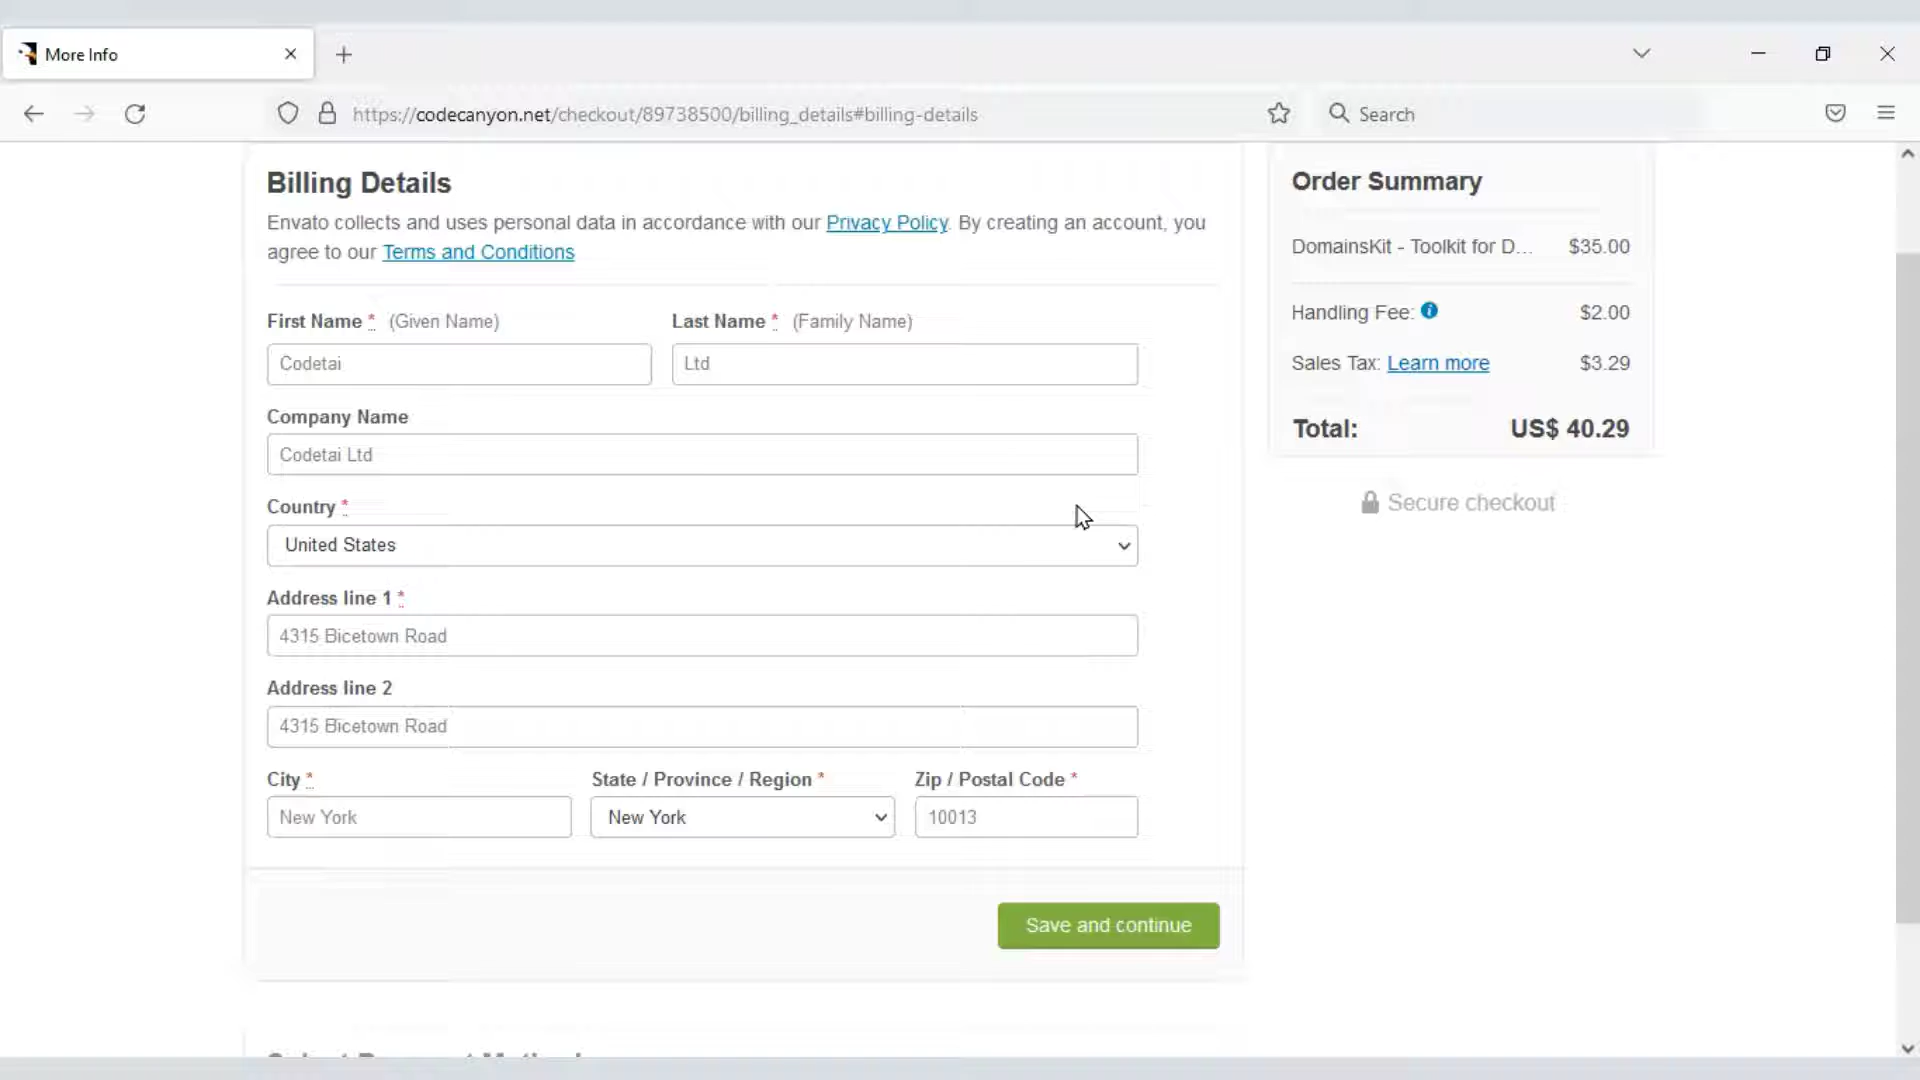 More Info
https://codecanyon.net/checkout/89738500/billing_details#billing-details
Search
Billing Details
Envato collects and uses personal data in accordance with our Privacy Policy. By creating an account, you
agree to our Terms and Conditions
First Name * (Given Name)
Last Name * (Family Name)
Codetai
Ltd
Company Name
Codetai Ltd
Country *
United States
Address line 1 *
4315 Bicetown Road
Address line 2
4315 Bicetown Road
City *
State / Province / Region *
Zip / Postal Code *
New York
New York
10013
Save and continue
Order Summary
DomainsKit - Toolkit for D... $35.00
Handling Fee: $2.00
Sales Tax: Learn more $3.29
Total: US$ 40.29
Secure checkout